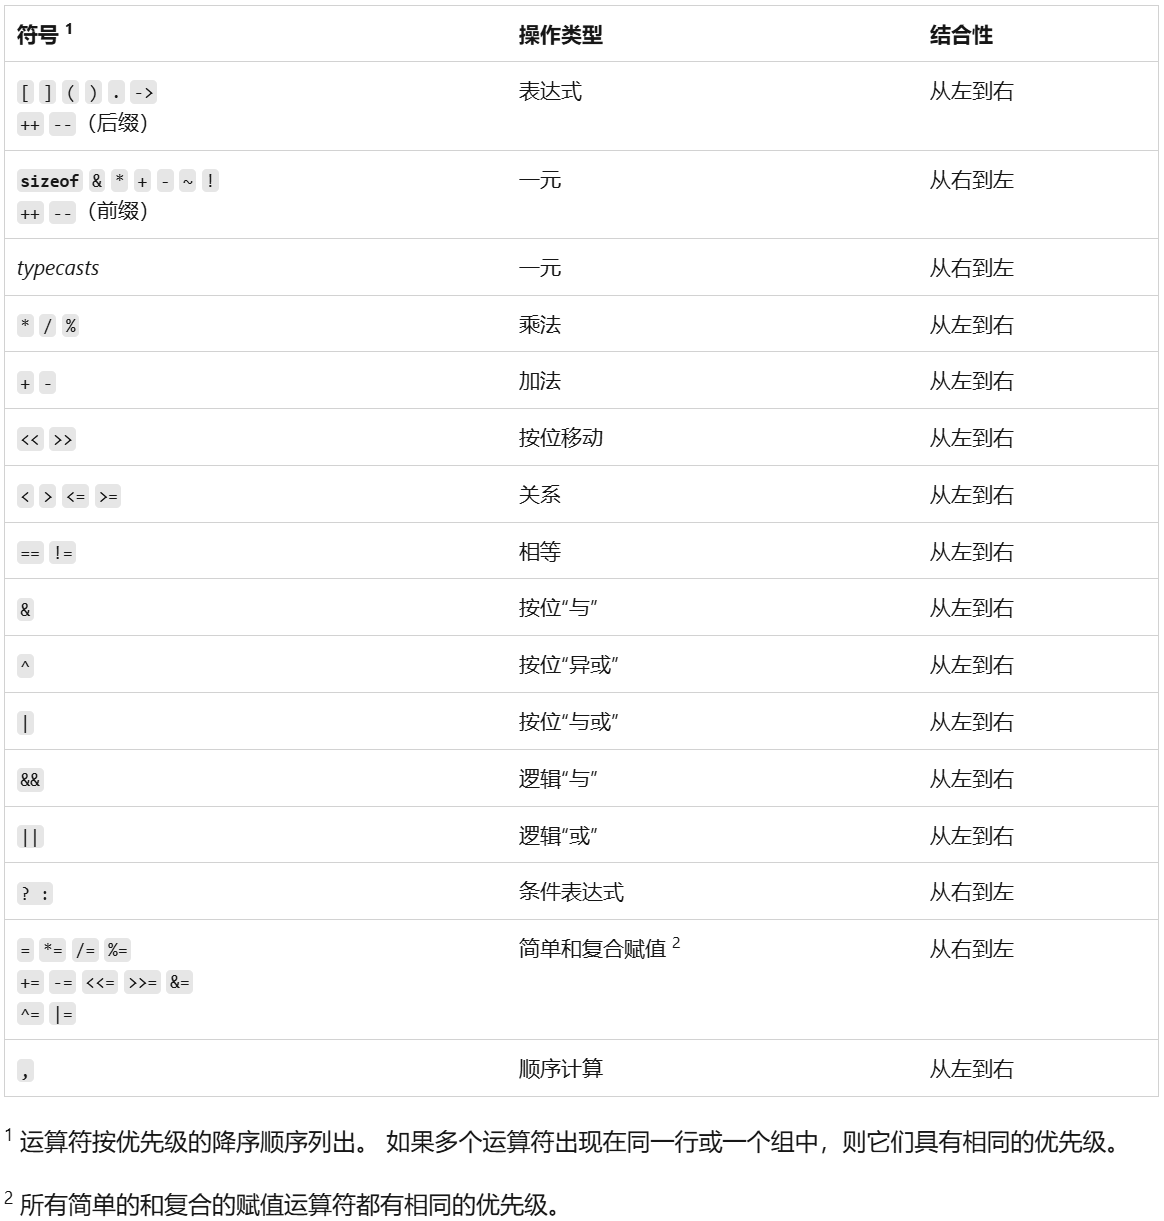 符号 1 操作类型 结合性
[ ] ( ) . -> 表达式 从左到右
++ --（后缀）
sizeof & * + - ~ ! 一元 从右到左
++ --（前缀）
typecasts 一元 从右到左
* / % 乘法 从左到右
+ - 加法 从左到右
<< >> 按位移动 从左到右
< > <= >= 关系 从左到右
== != 相等 从左到右
& 按位“与” 从左到右
^ 按位“异或” 从左到右
| 按位“与或” 从左到右
&& 逻辑“与” 从左到右
|| 逻辑“或” 从左到右
? : 条件表达式 从右到左
= *= /= %= 简单和复合赋值 2 从右到左
+= -= <<= >>= &=
^= |=
, 顺序计算 从左到右
1 运算符按优先级的降序顺序列出。 如果多个运算符出现在同一行或一个组中，则它们具有相同的优先级。
2 所有简单的和复合的赋值运算符都有相同的优先级。